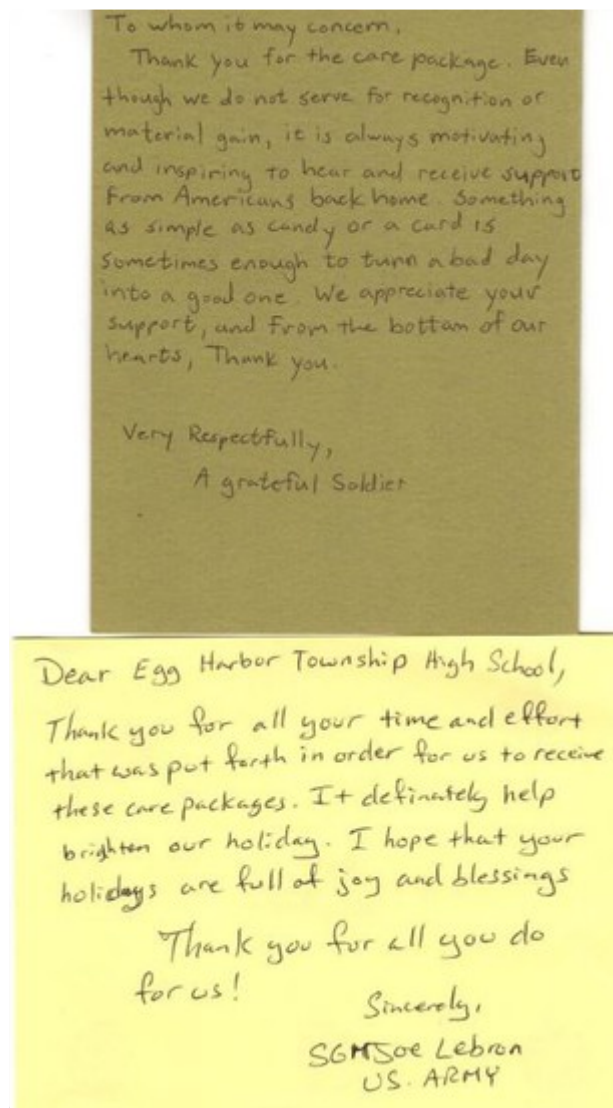 To whom it may concern,
Thank you for the care package. Even
though we do not serve for recognition or
material gain, it is always motivating
and inspiring to hear and receive support
From Americans back home. Something
as simple as candy or a card is
sometimes enough to turn a bad day
into a good one. We appreciate your
support, and from the bottom of our
hearts, Thank you.
Very Respectfully,
A grateful Soldier
Dear Egg Harbor Township High School,
Thank you for all your time and effort
that was put forth in order for us to receive
these care packages. It definately help
brighten our holiday. I hope that your
holidays are full of joy and blessings
Thank you for all you do
for us!
Sincerely,
SGM Joe Lebron
US. ARMY